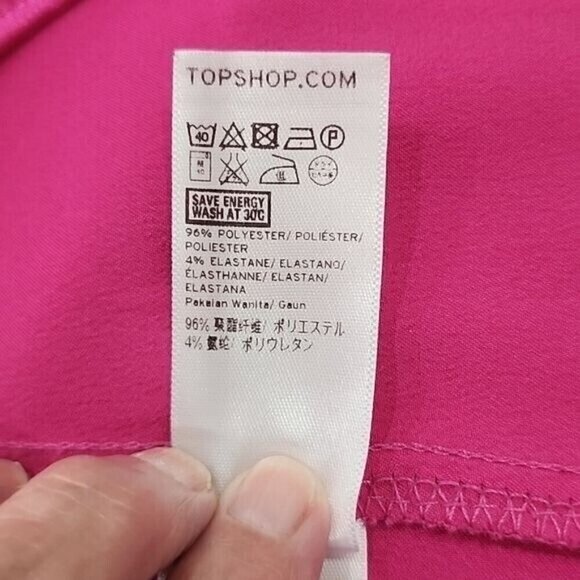 TOPSHOP.COM
40 P
M
40
SAVE ENERGY
WASH AT 30°C
96% POLYESTER/ POLIÉSTER/
POLIESTER
4% ELASTANE/ ELASTANO/
ÉLASTHANNE/ ELASTAN/
ELASTANA
Pakaian Wanita/ Gaun
96% 聚酯纤维/ ポリエステル
4% 氨纶/ ポリウレタン